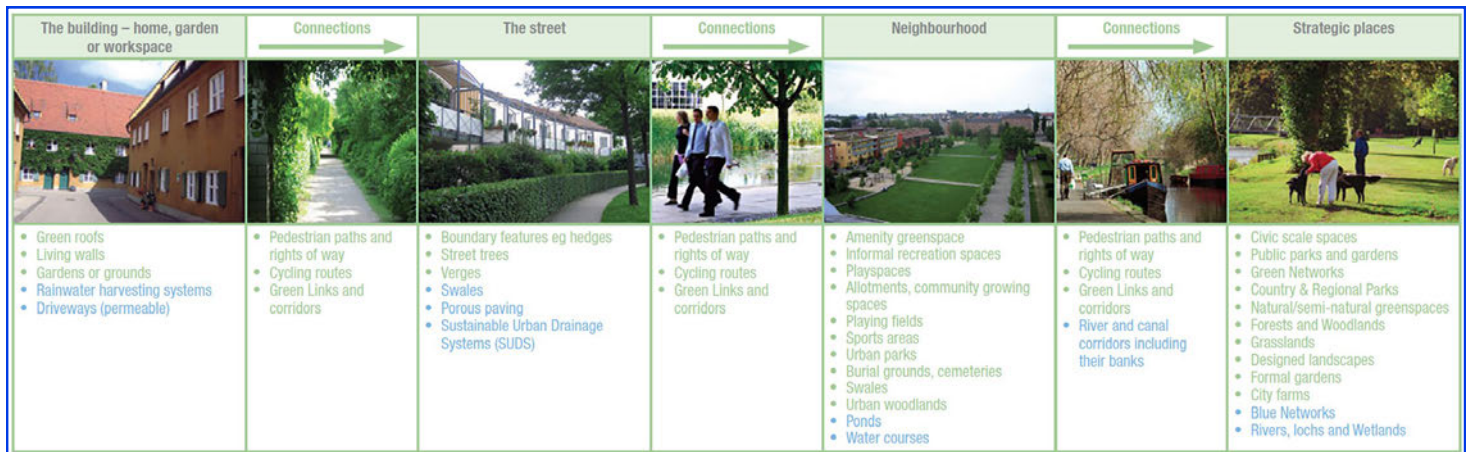 The building – home, garden
or workspace
Connections
The street
Connections
Neighbourhood
Connections
Strategic places
• Green roofs
• Living walls
• Gardens or grounds
• Rainwater harvesting systems
• Driveways (permeable)
• Pedestrian paths and
rights of way
• Cycling routes
• Green Links and
corridors
• Boundary features eg hedges
• Street trees
• Verges
• Swales
• Porous paving
• Sustainable Urban Drainage
Systems (SUDS)
• Pedestrian paths and
rights of way
• Cycling routes
• Green Links and
corridors
• Amenity greenspace
• Informal recreation spaces
• Playspaces
• Allotments, community growing
spaces
• Playing fields
• Sports areas
• Urban parks
• Burial grounds, cemeteries
• Swales
• Urban woodlands
• Ponds
• Water courses
• Pedestrian paths and
rights of way
• Cycling routes
• Green Links and
corridors
• River and canal
corridors including
their banks
• Civic scale spaces
• Public parks and gardens
• Green Networks
• Country & Regional Parks
• Natural/semi-natural greenspaces
• Forests and Woodlands
• Grasslands
• Designed landscapes
• Formal gardens
• City farms
• Blue Networks
• Rivers, lochs and Wetlands